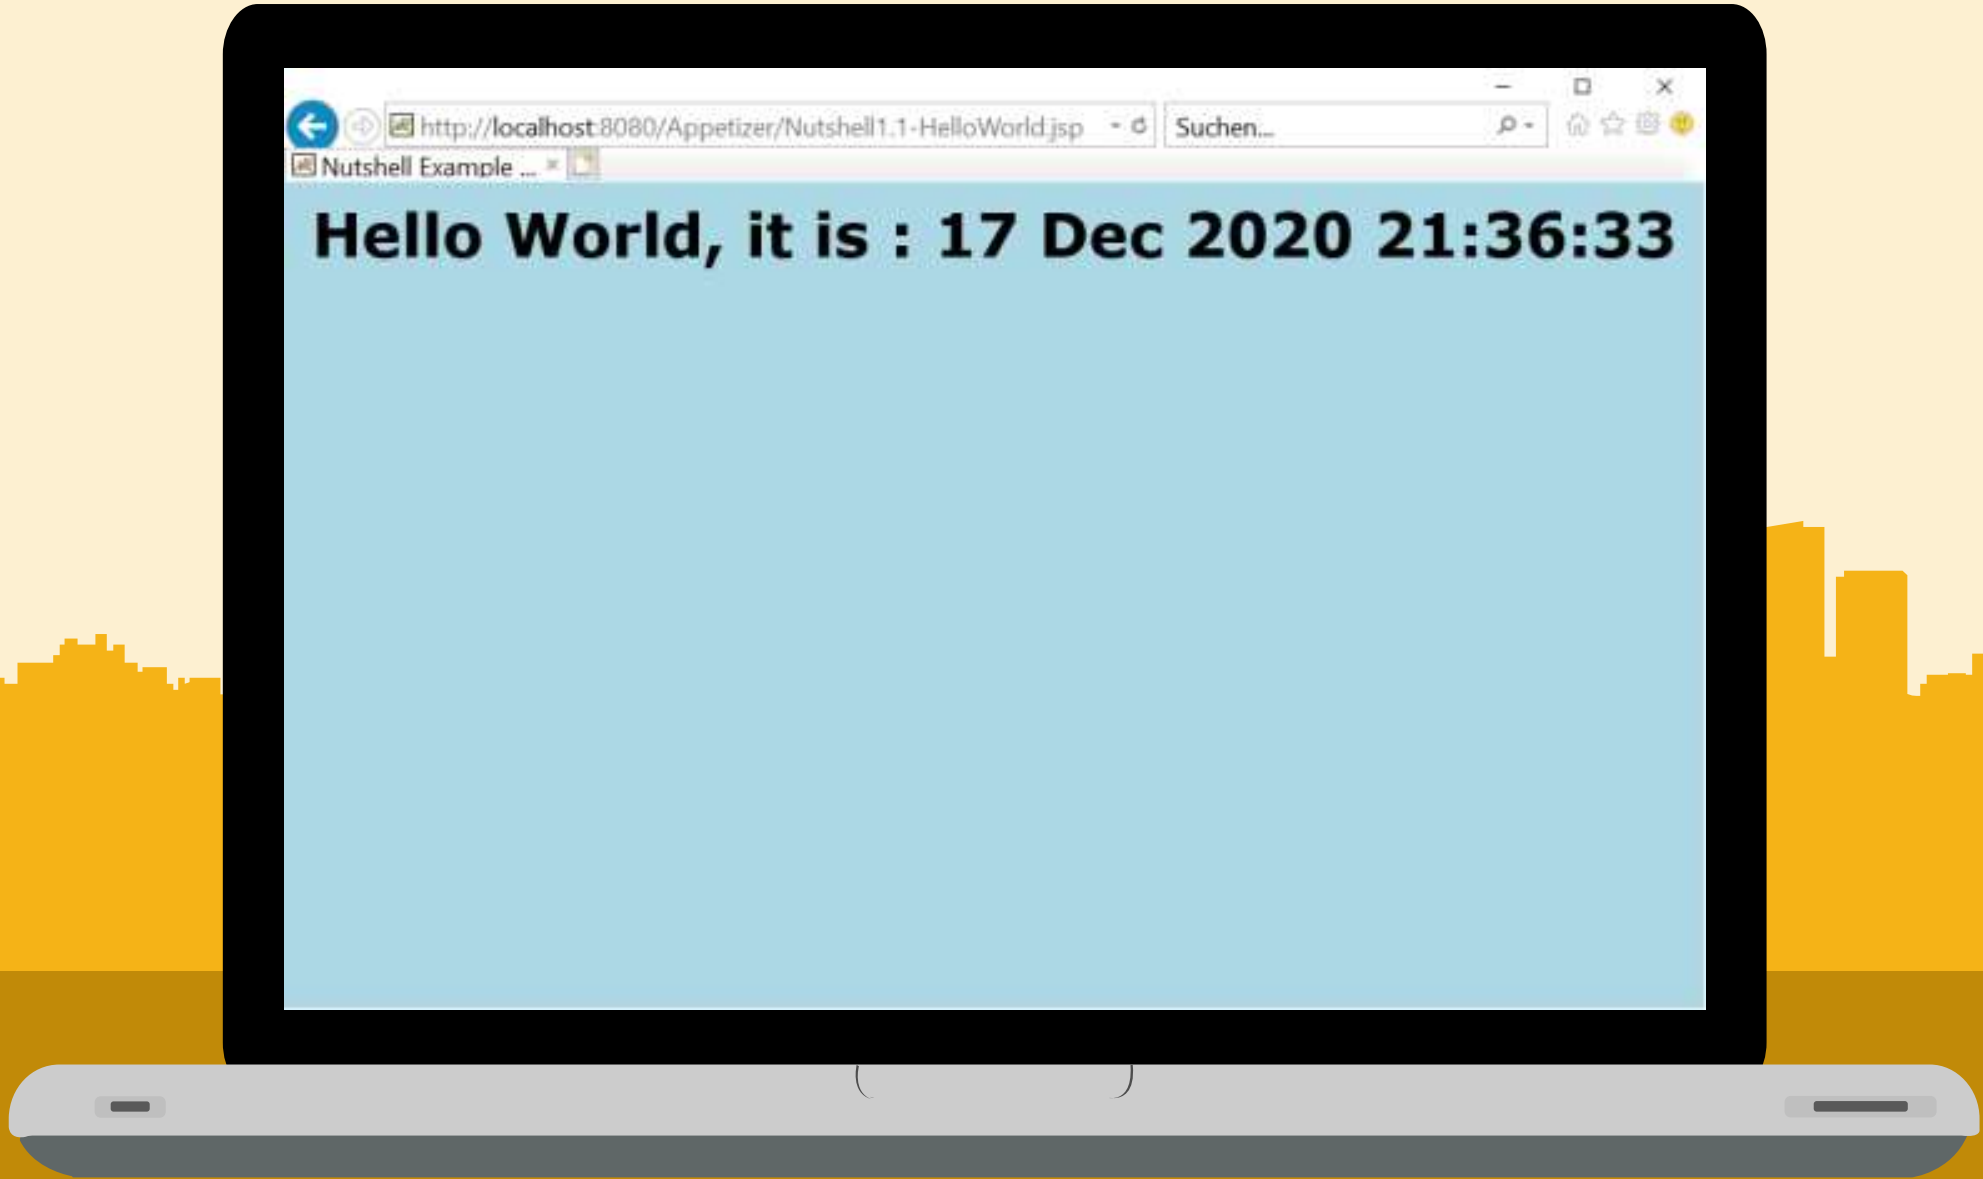 http://localhost:8080/Appetizer/Nutshell1.1-HelloWorld.jsp Suchen...
Nutshell Example ...
Hello World, it is : 17 Dec 2020 21:36:33